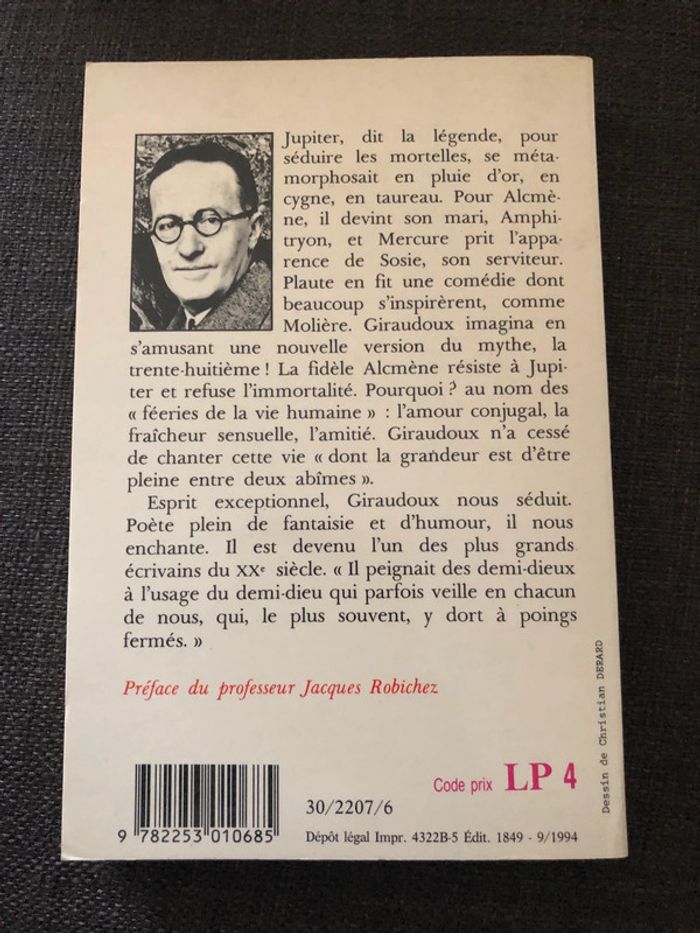 Jupiter, dit la légende, pour
séduire les mortelles, se méta-
morphosait en pluie d'or, en
cygne, en taureau. Pour Alcmè-
ne, il devint son mari, Amphi-
tryon, et Mercure prit l'appa-
rence de Sosie, son serviteur.
Plaute en fit une comédie dont
beaucoup s'inspirèrent, comme
Molière. Giraudoux imagina en
s'amusant une nouvelle version du mythe, la
trente-huitième ! La fidèle Alcmène résiste à Jupi-
ter et refuse l'immortalité. Pourquoi ? au nom des
« féeries de la vie humaine » : l'amour conjugal, la
fraîcheur sensuelle, l'amitié. Giraudoux n'a cessé
de chanter cette vie « dont la grandeur est d'être
pleine entre deux abîmes ».
Esprit exceptionnel, Giraudoux nous séduit.
Poète plein de fantaisie et d'humour, il nous
enchante. Il est devenu l'un des plus grands
écrivains du XXe siècle. « Il peignait des demi-dieux
à l'usage du demi-dieu qui parfois veille en chacun
de nous, qui, le plus souvent, y dort à poings
fermés. »
Préface du professeur Jacques Robichez
Dessin de Christian DERARD
Code prix LP 4
30/2207/6
9 782253 010685
Dépôt légal Impr. 4322B-5 Édit. 1849 - 9/1994